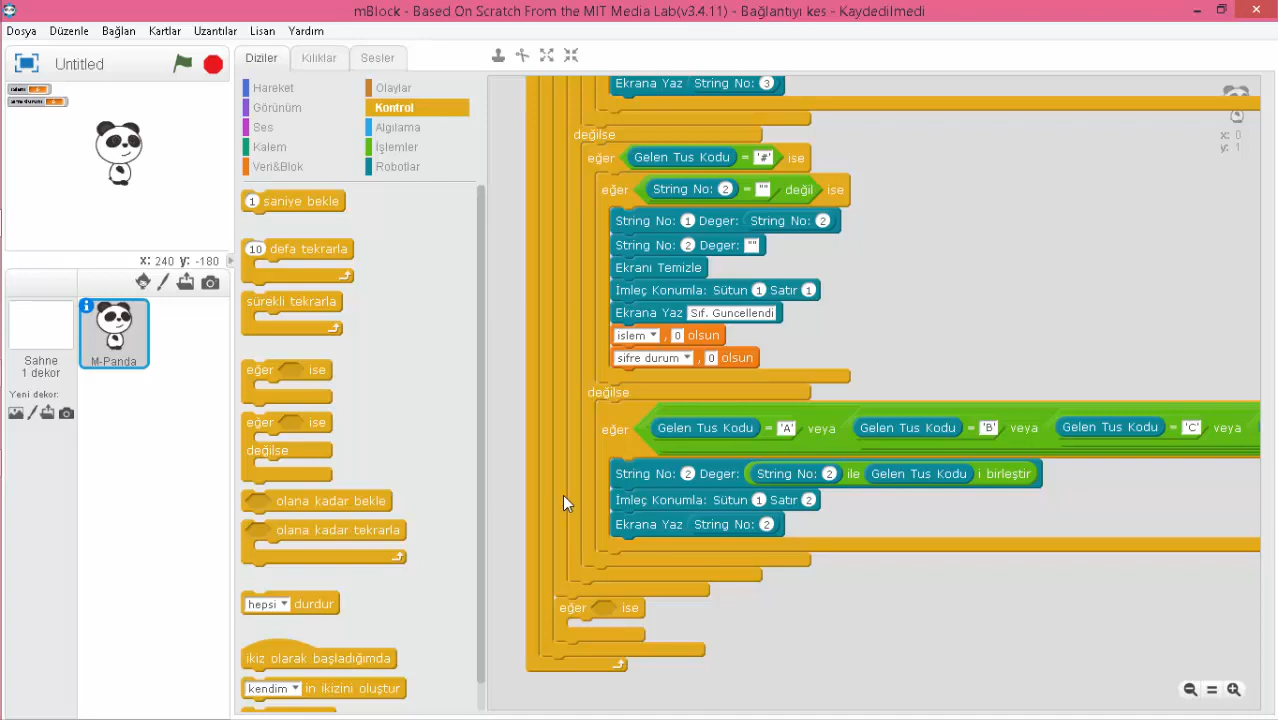 mBlock - Based On Scratch From the MIT Media Lab(v3.4.11) - Bağlantıyı kes - Kaydedilmedi
Dosya Düzenle Bağlan Kartlar Uzantılar Lisan Yardım
Untitled
islem
sifre durum
x: 240 y: -180
Sahne
1 dekor
Yeni dekor:
M-Panda
Diziler Kılıklar Sesler
Hareket Olaylar
Görünüm Kontrol
Ses Algılama
Kalem İşlemler
Veri&Blok Robotlar
1 saniye bekle
10 defa tekrarla
sürekli tekrarla
eğer ise
eğer ise
değilse
olana kadar bekle
olana kadar tekrarla
hepsi durdur
ikiz olarak başladığımda
kendim in ikizini oluştur
x: 0
y: 1
Ekrana Yaz String No: 3
değilse
eğer Gelen Tus Kodu = '#' ise
eğer String No: 2 = "" değil ise
String No: 1 Deger: String No: 2
String No: 2 Deger: ""
Ekranı Temizle
İmleç Konumla: Sütun 1 Satır 1
Ekrana Yaz Sıf. Guncellendi
islem , 0 olsun
sifre durum , 0 olsun
değilse
eğer Gelen Tus Kodu = 'A' veya Gelen Tus Kodu = 'B' veya Gelen Tus Kodu = 'C' veya
String No: 2 Deger: String No: 2 ile Gelen Tus Kodu i birleştir
İmleç Konumla: Sütun 1 Satır 2
Ekrana Yaz String No: 2
eğer ise